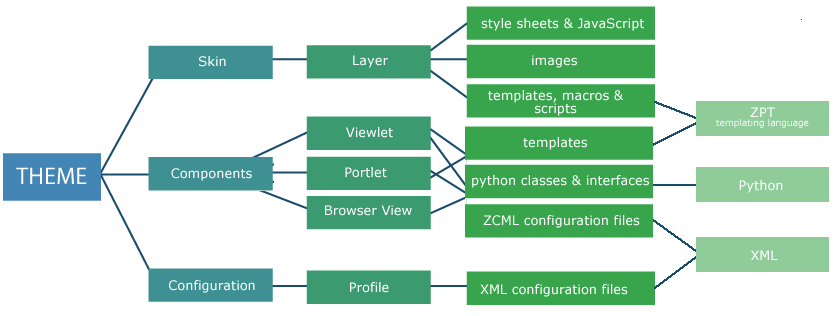 THEME
Skin
Components
Configuration
Layer
Viewlet
Portlet
Browser View
Profile
style sheets & JavaScript
images
templates, macros &
scripts
templates
python classes & interfaces
ZCML configuration files
XML configuration files
ZPT
templating language
Python
XML